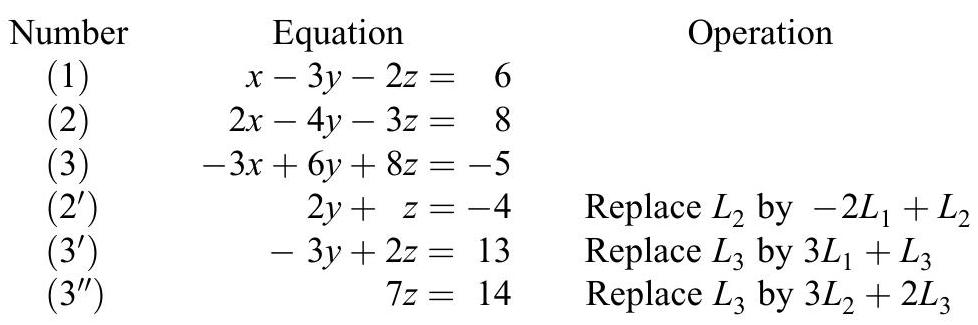 Number Equation Operation
(1) x − 3y − 2z = 6
(2) 2x − 4y − 3z = 8
(3) −3x + 6y + 8z = −5
(2′) 2y + z = −4 Replace L₂ by −2L₁ + L₂
(3′) − 3y + 2z = 13 Replace L₃ by 3L₁ + L₃
(3″) 7z = 14 Replace L₃ by 3L₂ + 2L₃